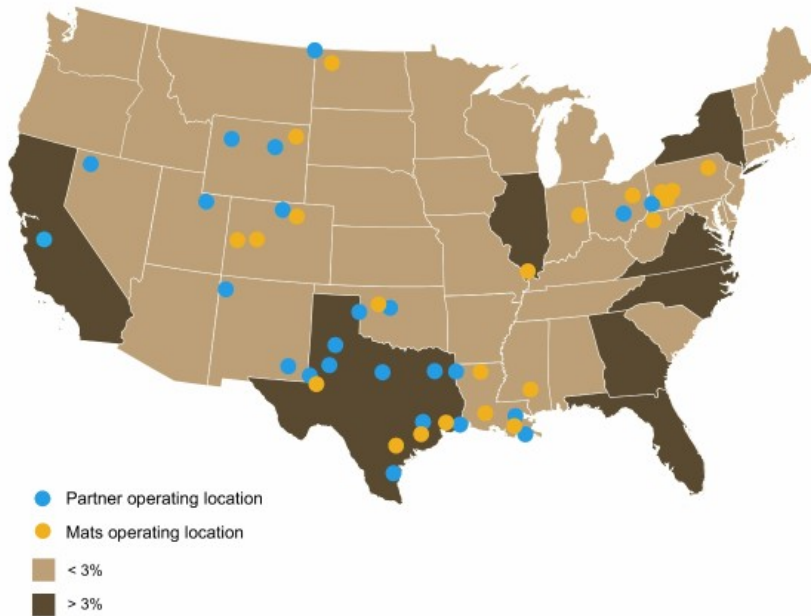 Partner operating location
Mats operating location
< 3%
> 3%